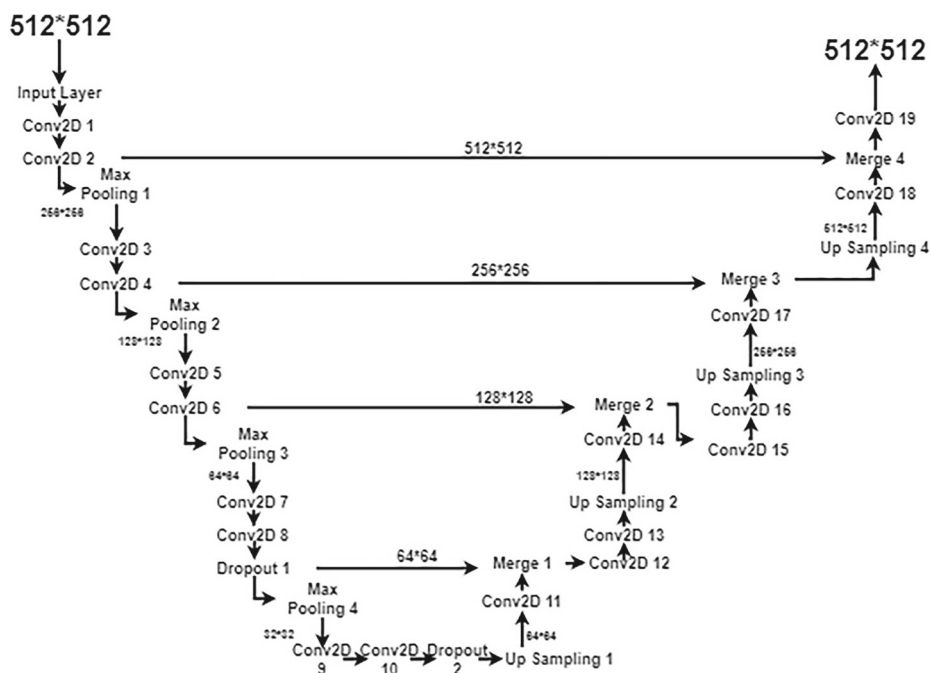 512*512
Input Layer
Conv2D 1
Conv2D 2
Max
Pooling 1
256*256
Conv2D 3
Conv2D 4
Max
Pooling 2
128*128
Conv2D 5
Conv2D 6
Max
Pooling 3
64*64
Conv2D 7
Conv2D 8
Dropout 1
Max
Pooling 4
32*32
Conv2D
9
Conv2D
10
Dropout
2
Up Sampling 1
64*64
Conv2D 11
64*64
Merge 1
Conv2D 12
Conv2D 13
Up Sampling 2
128*128
Conv2D 14
128*128
Merge 2
Conv2D 15
Conv2D 16
Up Sampling 3
256*256
Conv2D 17
256*256
Merge 3
Up Sampling 4
512*512
Conv2D 18
512*512
Merge 4
Conv2D 19
512*512